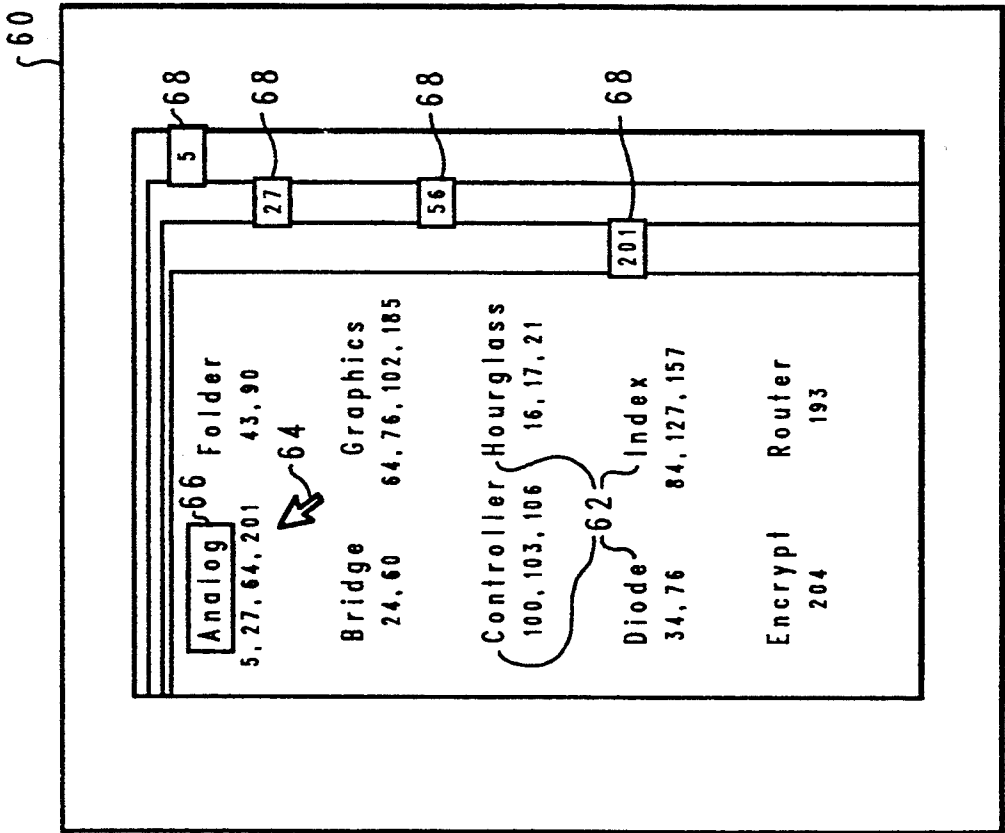 60
Analog 66 Folder 5 68
5,27,64,201 43,90 27 68
64
Bridge Graphics
24,60 64,76,102,185 56 68
Controller Hourglass
100,103,106 16,17,21
62
Diode Index 201 68
34,76 84,127,157
Encrypt Router
204 193